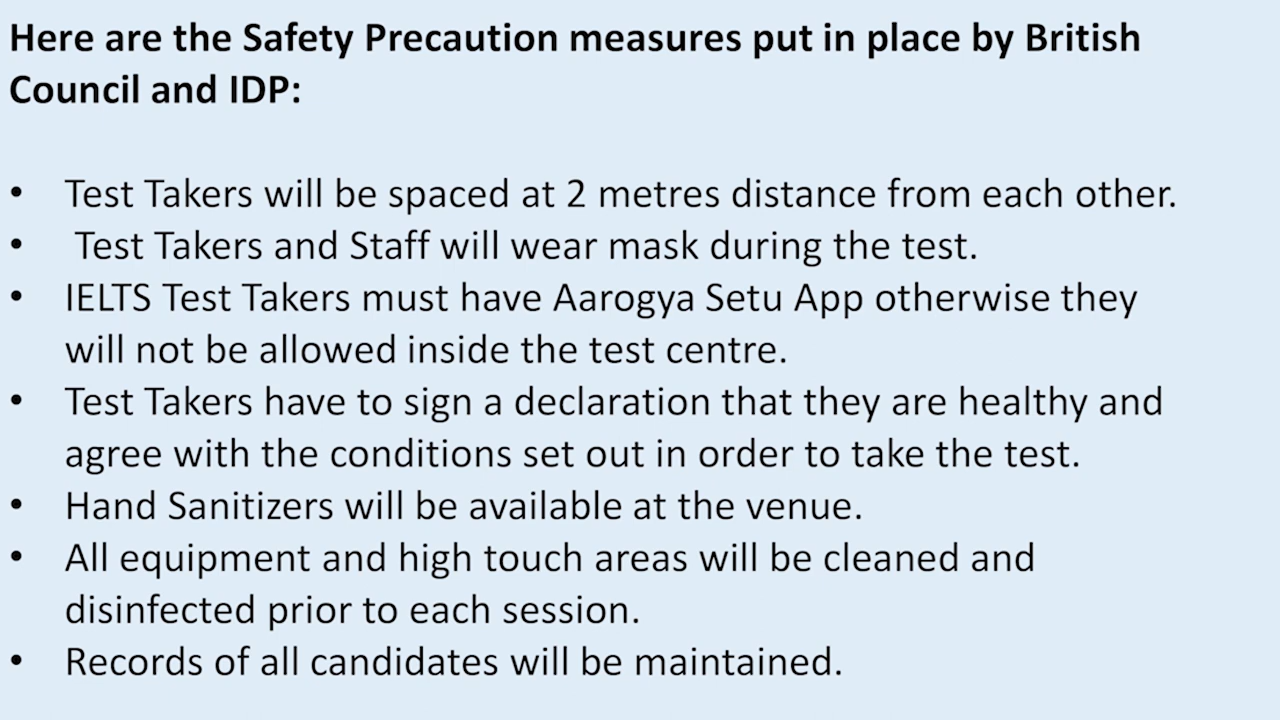 Here are the Safety Precaution measures put in place by British
Council and IDP:
• Test Takers will be spaced at 2 metres distance from each other.
• Test Takers and Staff will wear mask during the test.
• IELTS Test Takers must have Aarogya Setu App otherwise they
will not be allowed inside the test centre.
• Test Takers have to sign a declaration that they are healthy and
agree with the conditions set out in order to take the test.
• Hand Sanitizers will be available at the venue.
• All equipment and high touch areas will be cleaned and
disinfected prior to each session.
• Records of all candidates will be maintained.